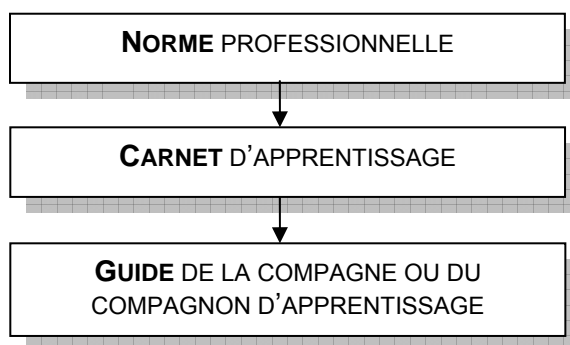 NORME PROFESSIONNELLE
CARNET D'APPRENTISSAGE
GUIDE DE LA COMPAGNE OU DU
COMPAGNON D'APPRENTISSAGE